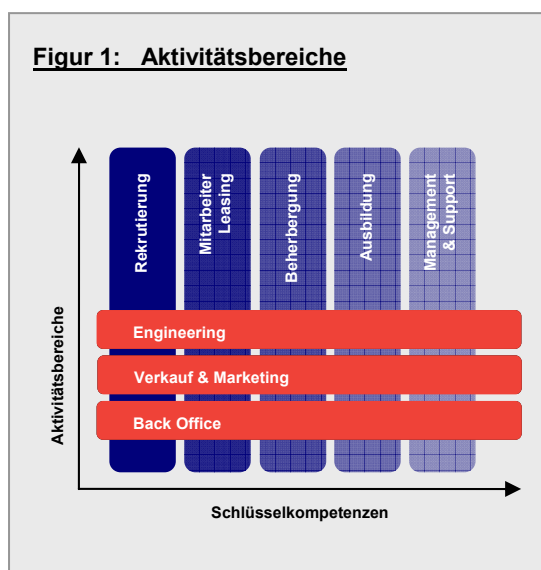 Figur 1: Aktivitätsbereiche
Rekrutierung
Mitarbeiter
Leasing
Beherbergung
Ausbildung
Management
& Support
Aktivitätsbereiche
Engineering
Verkauf & Marketing
Back Office
Schlüsselkompetenzen